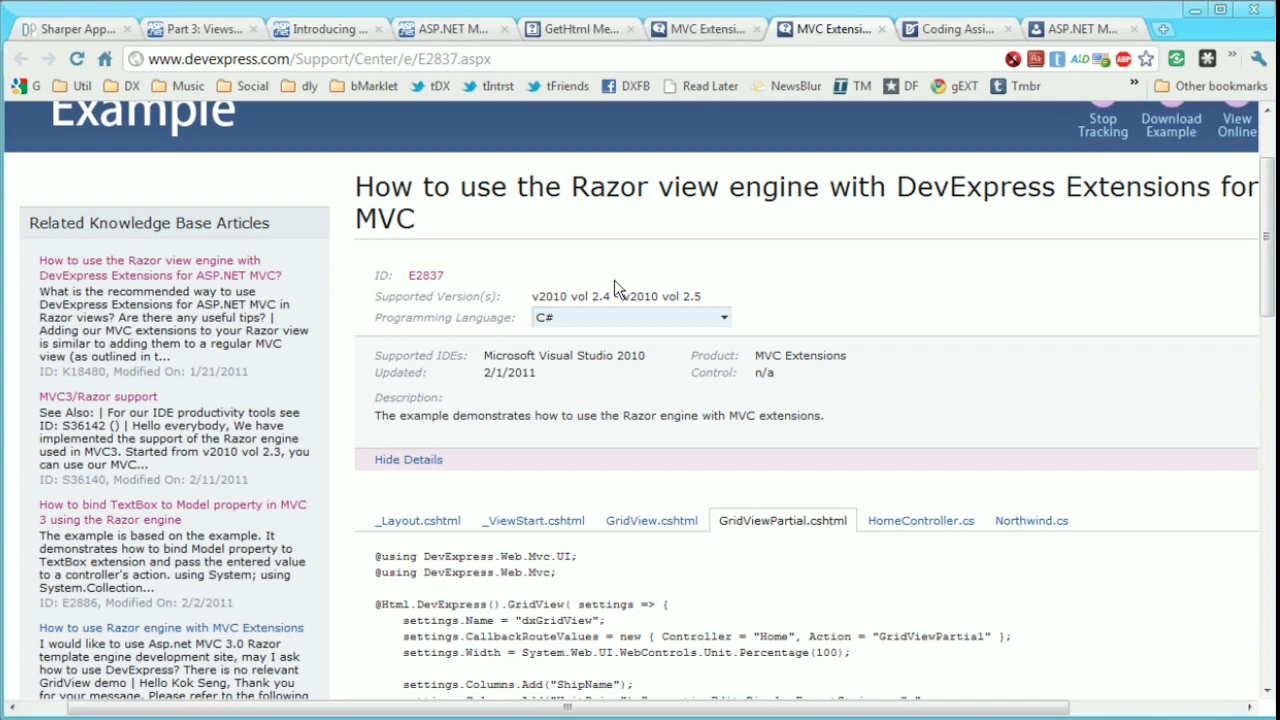 Sharper App...
Part 3: Views...
Introducing ...
ASP.NET M...
GetHtml Me...
MVC Extensi...
MVC Extensi...
Coding Assi...
ASP.NET M...
www.devexpress.com/Support/Center/e/E2837.aspx
G
Util
DX
Music
Social
dly
bMarklet
tDX
tIntrst
tFriends
DXFB
Read Later
NewsBlur
TM
DF
gEXT
Tmbr
Other bookmarks
Example
Stop Tracking
Download Example
View Online
How to use the Razor view engine with DevExpress Extensions for
MVC
Related Knowledge Base Articles
How to use the Razor view engine with
DevExpress Extensions for ASP.NET MVC?
What is the recommended way to use
DevExpress Extensions for ASP.NET MVC in
Razor views? Are there any useful tips? |
Adding our MVC extensions to your Razor view
is similar to adding them to a regular MVC
view (as outlined in t...
ID: K18480, Modified On: 1/21/2011
MVC3/Razor support
See Also: | For our IDE productivity tools see
ID: S36142 () | Hello everybody, We have
implemented the support of the Razor engine
used in MVC3. Started from v2010 vol 2.3, you
can use our MVC...
ID: S36140, Modified On: 2/11/2011
How to bind TextBox to Model property in MVC
3 using the Razor engine
The example is based on the example. It
demonstrates how to bind Model property to
TextBox extension and pass the entered value
to a controller's action. using System; using
System.Collection...
ID: E2886, Modified On: 2/2/2011
How to use Razor engine with MVC Extensions
I would like to use Asp.net MVC 3.0 Razor
template engine development site, may I ask
how to use DevExpress? There is no relevant
GridView demo | Hello Kok Seng, Thank you
for your message. Please refer to the following
ID: E2837
Supported Version(s): v2010 vol 2.4 v2010 vol 2.5
Programming Language: C#
Supported IDEs: Microsoft Visual Studio 2010 Product: MVC Extensions
Updated: 2/1/2011 Control: n/a
Description:
The example demonstrates how to use the Razor engine with MVC extensions.
Hide Details
_Layout.cshtml _ViewStart.cshtml GridView.cshtml GridViewPartial.cshtml HomeController.cs Northwind.cs
@using DevExpress.Web.Mvc.UI;
@using DevExpress.Web.Mvc;
@Html.DevExpress().GridView( settings => {
settings.Name = "dxGridView";
settings.CallbackRouteValues = new { Controller = "Home", Action = "GridViewPartial" };
settings.Width = System.Web.UI.WebControls.Unit.Percentage(100);
settings.Columns.Add("ShipName");